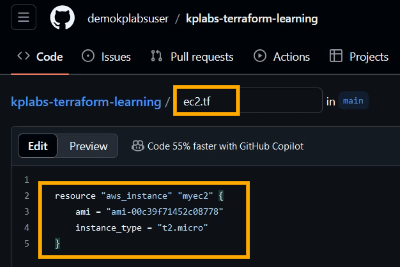 demokplabsuser / kplabs-terraform-learning
Code Issues Pull requests Actions Projects
kplabs-terraform-learning / ec2.tf in main
Edit Preview Code 55% faster with GitHub Copilot
1
2 resource "aws_instance" "myec2" {
3 ami = "ami-00c39f71452c08778"
4 instance_type = "t2.micro"
5 }